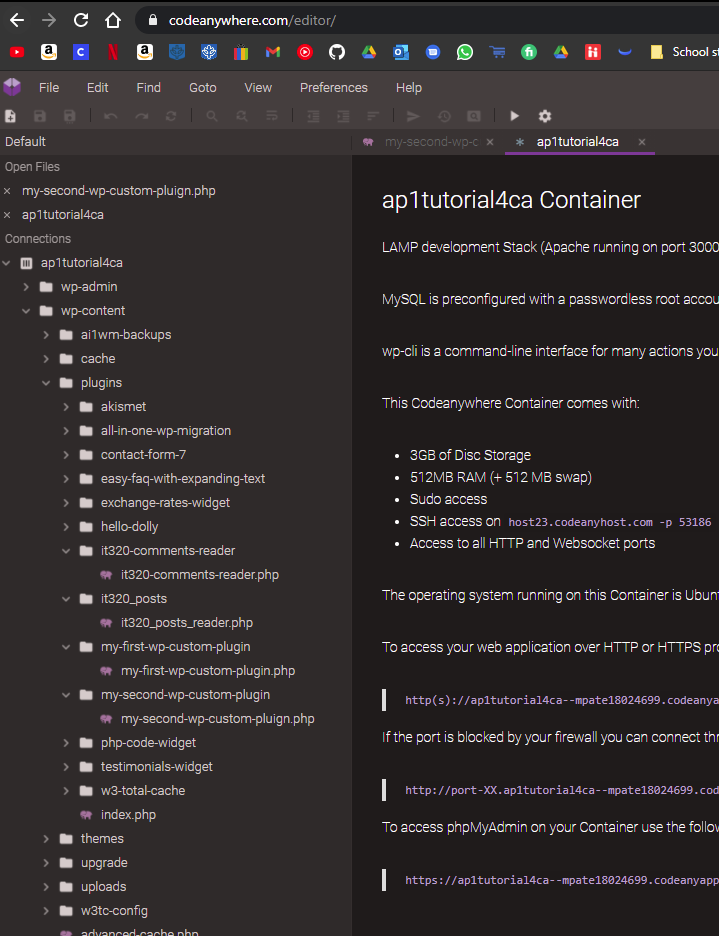 codeanywhere.com/editor/
School st
File Edit Find Goto View Preferences Help
Default
my-second-wp-c × * ap1tutorial4ca ×
Open Files
× my-second-wp-custom-pluign.php
× ap1tutorial4ca
Connections
ap1tutorial4ca
wp-admin
wp-content
ai1wm-backups
cache
plugins
akismet
all-in-one-wp-migration
contact-form-7
easy-faq-with-expanding-text
exchange-rates-widget
hello-dolly
it320-comments-reader
it320-comments-reader.php
it320_posts
it320_posts_reader.php
my-first-wp-custom-plugin
my-first-wp-custom-plugin.php
my-second-wp-custom-plugin
my-second-wp-custom-pluign.php
php-code-widget
testimonials-widget
w3-total-cache
index.php
themes
upgrade
uploads
w3tc-config
advanced-cache.php
ap1tutorial4ca Container
LAMP development Stack (Apache running on port 3000
MySQL is preconfigured with a passwordless root accou
wp-cli is a command-line interface for many actions you
This Codeanywhere Container comes with:
• 3GB of Disc Storage
• 512MB RAM (+ 512 MB swap)
• Sudo access
• SSH access on host23.codeanyhost.com -p 53186
• Access to all HTTP and Websocket ports
The operating system running on this Container is Ubunt
To access your web application over HTTP or HTTPS pro
http(s)://ap1tutorial4ca--mpate18024699.codeanya
If the port is blocked by your firewall you can connect thr
http://port-XX.ap1tutorial4ca--mpate18024699.cod
To access phpMyAdmin on your Container use the follow
https://ap1tutorial4ca--mpate18024699.codeanyapp